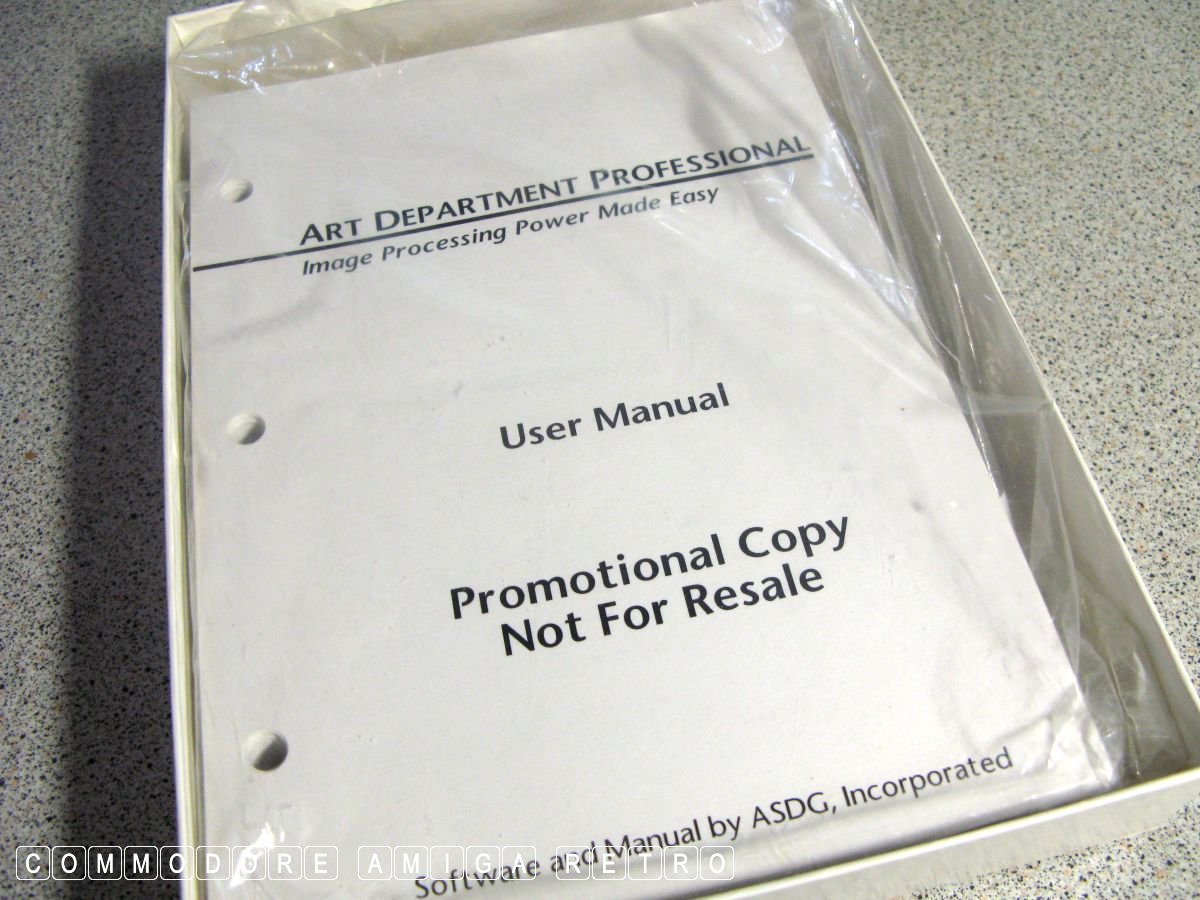 ART DEPARTMENT PROFESSIONAL
Image Processing Power Made Easy
User Manual
Promotional Copy
Not For Resale
Software and Manual by ASDG, Incorporated
COMMODORE AMIGA RETRO